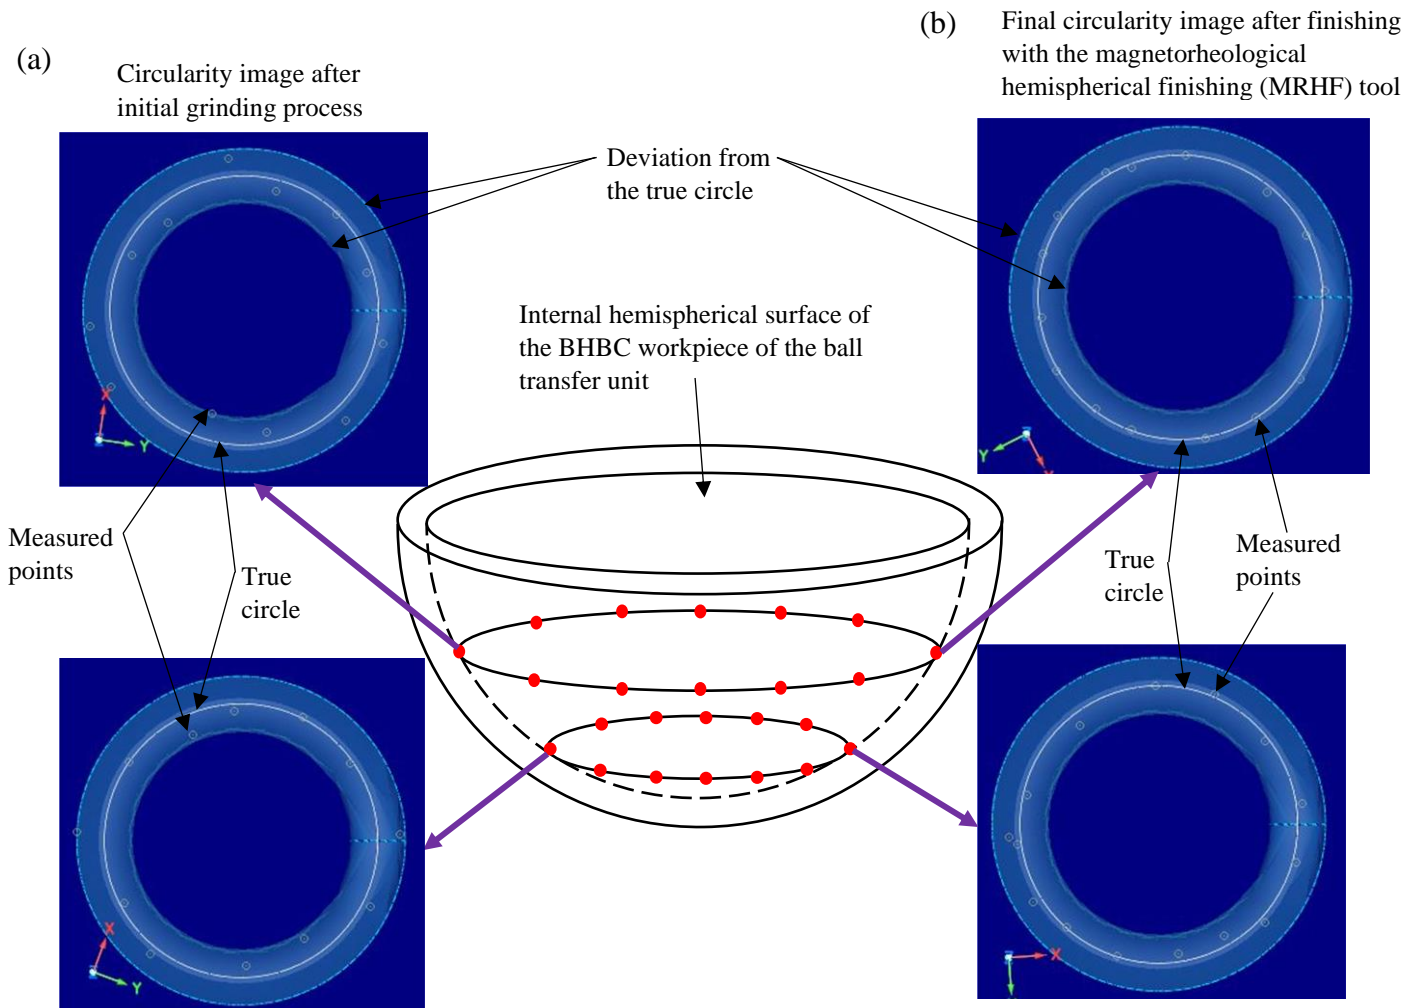 (a)
Circularity image after
initial grinding process
(b)
Final circularity image after finishing
with the magnetorheological
hemispherical finishing (MRHF) tool
Deviation from
the true circle
Internal hemispherical surface of
the BHBC workpiece of the ball
transfer unit
X
Y
Y
Measured
points
True
circle
True
circle
Measured
points
X
Y
X